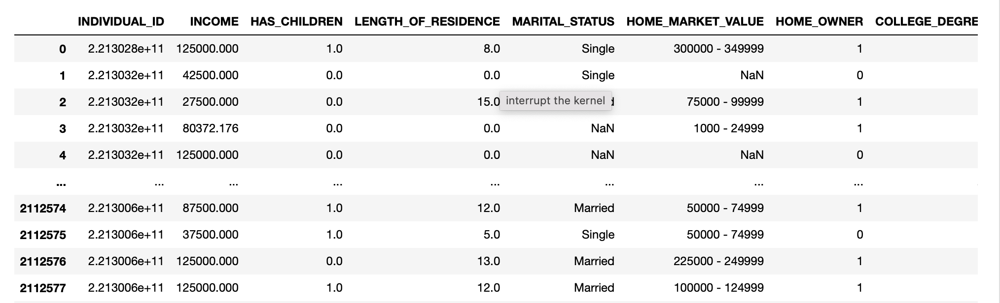 INDIVIDUAL_ID INCOME HAS_CHILDREN LENGTH_OF_RESIDENCE MARITAL_STATUS HOME_MARKET_VALUE HOME_OWNER COLLEGE_DEGRE
0 2.213028e+11 125000.000 1.0 8.0 Single 300000 - 349999 1
1 2.213032e+11 42500.000 0.0 0.0 Single NaN 0
2 2.213032e+11 27500.000 0.0 15.0 interrupt the kernel 75000 - 99999 1
3 2.213032e+11 80372.176 0.0 0.0 NaN 1000 - 24999 1
4 2.213032e+11 125000.000 0.0 0.0 NaN NaN 0
... ... ... ... ... ... ... ...
2112574 2.213006e+11 87500.000 1.0 12.0 Married 50000 - 74999 1
2112575 2.213006e+11 37500.000 1.0 5.0 Single 50000 - 74999 0
2112576 2.213006e+11 125000.000 0.0 13.0 Married 225000 - 249999 1
2112577 2.213006e+11 125000.000 1.0 12.0 Married 100000 - 124999 1